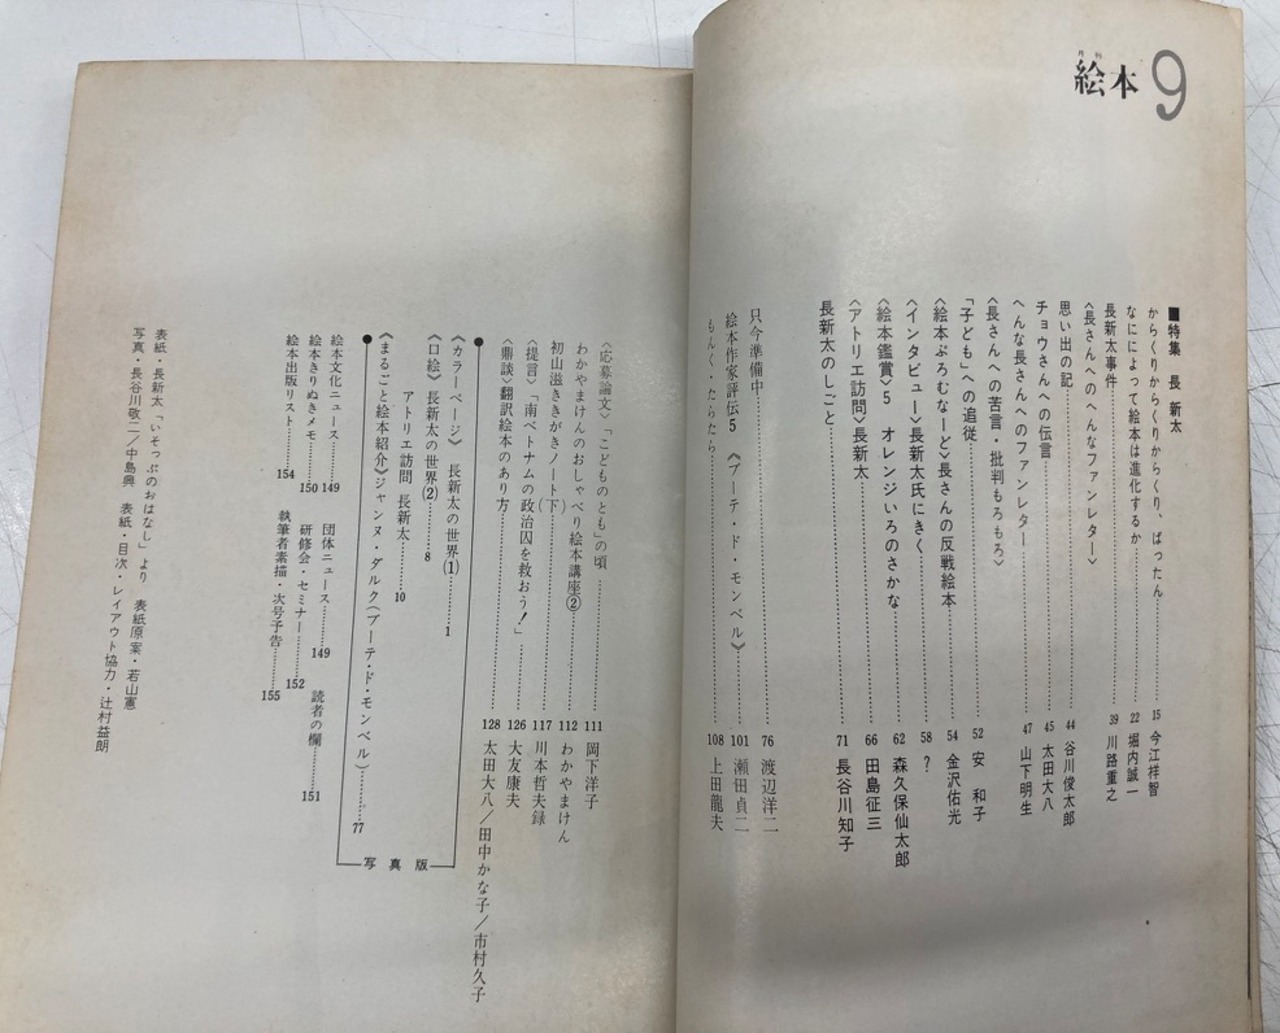 月刊
絵本 9
■特集　長　新太
からくりからくりからくり、ばったん……15　今江祥智
なにによって絵本は進化するか……22　堀内誠一
長新太事件……39　川路重之
〈長さんへのへんなファンレター〉
思い出の記……44　谷川俊太郎
チョウさんへの伝言……45　太田大八
へんな長さんへのファンレター……47　山下明生
〈長さんへの苦言・批判もろもろ〉
「子ども」への追従……52　安　和子
〈絵本ぷろむなーど〉長さんの反戦絵本……54　金沢佑光
〈インタビュー〉長新太氏にきく……58　？
〈絵本鑑賞〉5　オレンジいろのさかな……62　森久保仙太郎
〈アトリエ訪問〉長新太……66　田島征三
長新太のしごと……71　長谷川知子
只今準備中……76　渡辺洋二
絵本作家評伝5　《ブーテ・ド・モンベル》……101　瀬田貞二
もんく・たらたら……108　上田龍夫
〈応募論文〉「こどものとも」の頃……111　岡下洋子
わかやまけんのおしゃべり絵本講座②……112　わかやまけん
初山滋ききがきノート(下)……117　川本哲夫録
〈提言〉「南ベトナムの政治囚を救おう！」……126　大友康夫
〈鼎談〉翻訳絵本のあり方……128　太田大八／田中かな子／市村久子
《カラーページ》　長新太の世界(1)……1
《口絵》長新太の世界(2)……8
アトリエ訪問　長新太……10
《まるごと絵本紹介》ジャンヌ・ダルク(ブーテ・ド・モンベル)……77
写真版
絵本文化ニュース……149　団体ニュース……149　読者の欄……151
絵本きりぬきメモ……150　研修会・セミナー……152
絵本出版リスト……154　執筆者素描・次号予告……155
表紙・長新太「いそっぷのおはなし」より　表紙原案・若山憲
写真・長谷川敬二／中島興　表紙・目次・レイアウト協力・辻村益朗